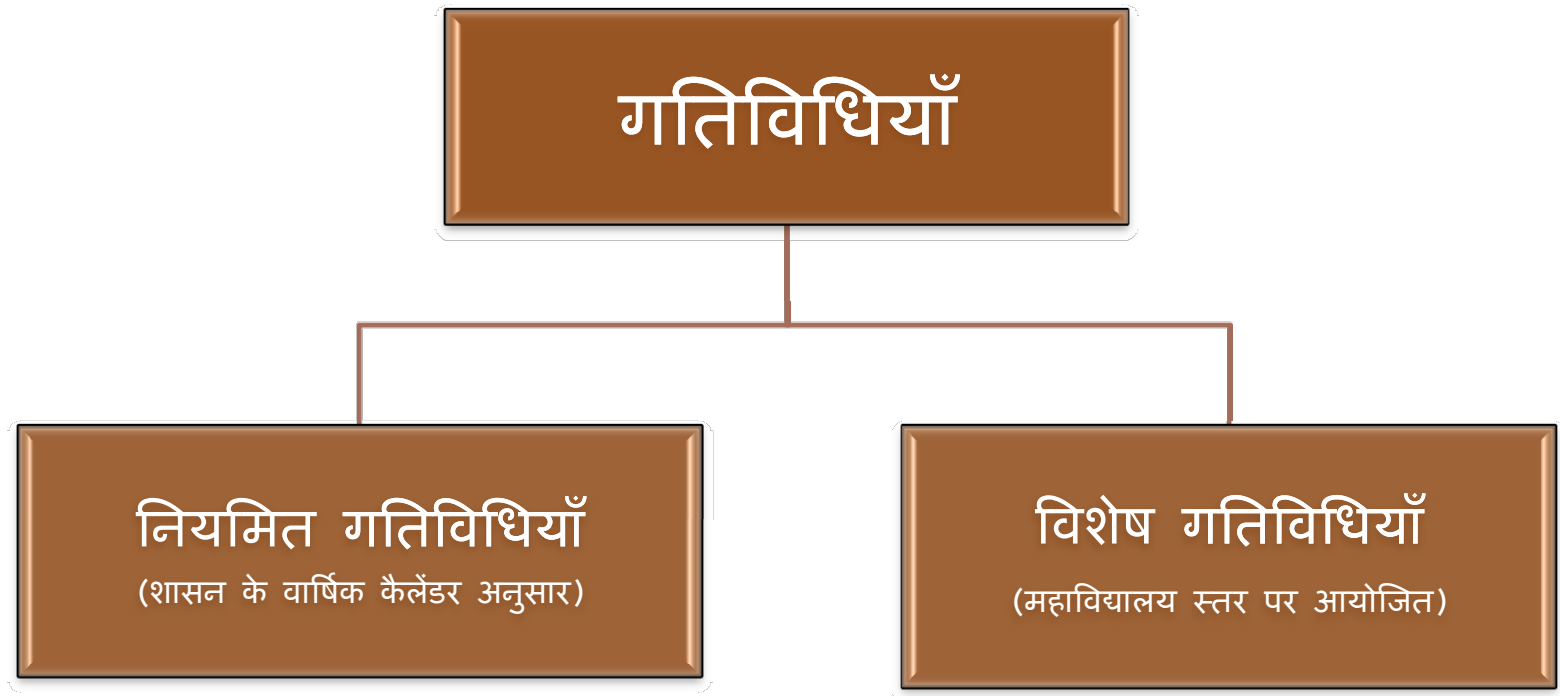 गतिविधियाँ
नियमित गतिविधियाँ
(शासन के वार्षिक कैलेंडर अनुसार)
विशेष गतिविधियाँ
(महाविद्यालय स्तर पर आयोजित)